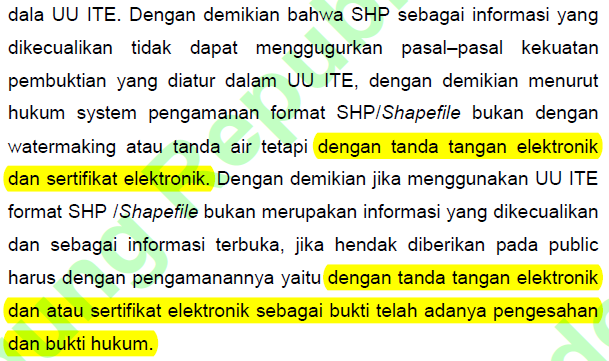 dala UU ITE. Dengan demikian bahwa SHP sebagai informasi yang
dikecualikan tidak dapat menggugurkan pasal–pasal kekuatan
pembuktian yang diatur dalam UU ITE, dengan demikian menurut
hukum system pengamanan format SHP/Shapefile bukan dengan
watermaking atau tanda air tetapi dengan tanda tangan elektronik
dan sertifikat elektronik. Dengan demikian jika menggunakan UU ITE
format SHP /Shapefile bukan merupakan informasi yang dikecualikan
dan sebagai informasi terbuka, jika hendak diberikan pada public
harus dengan pengamanannya yaitu dengan tanda tangan elektronik
dan atau sertifikat elektronik sebagai bukti telah adanya pengesahan
dan bukti hukum.